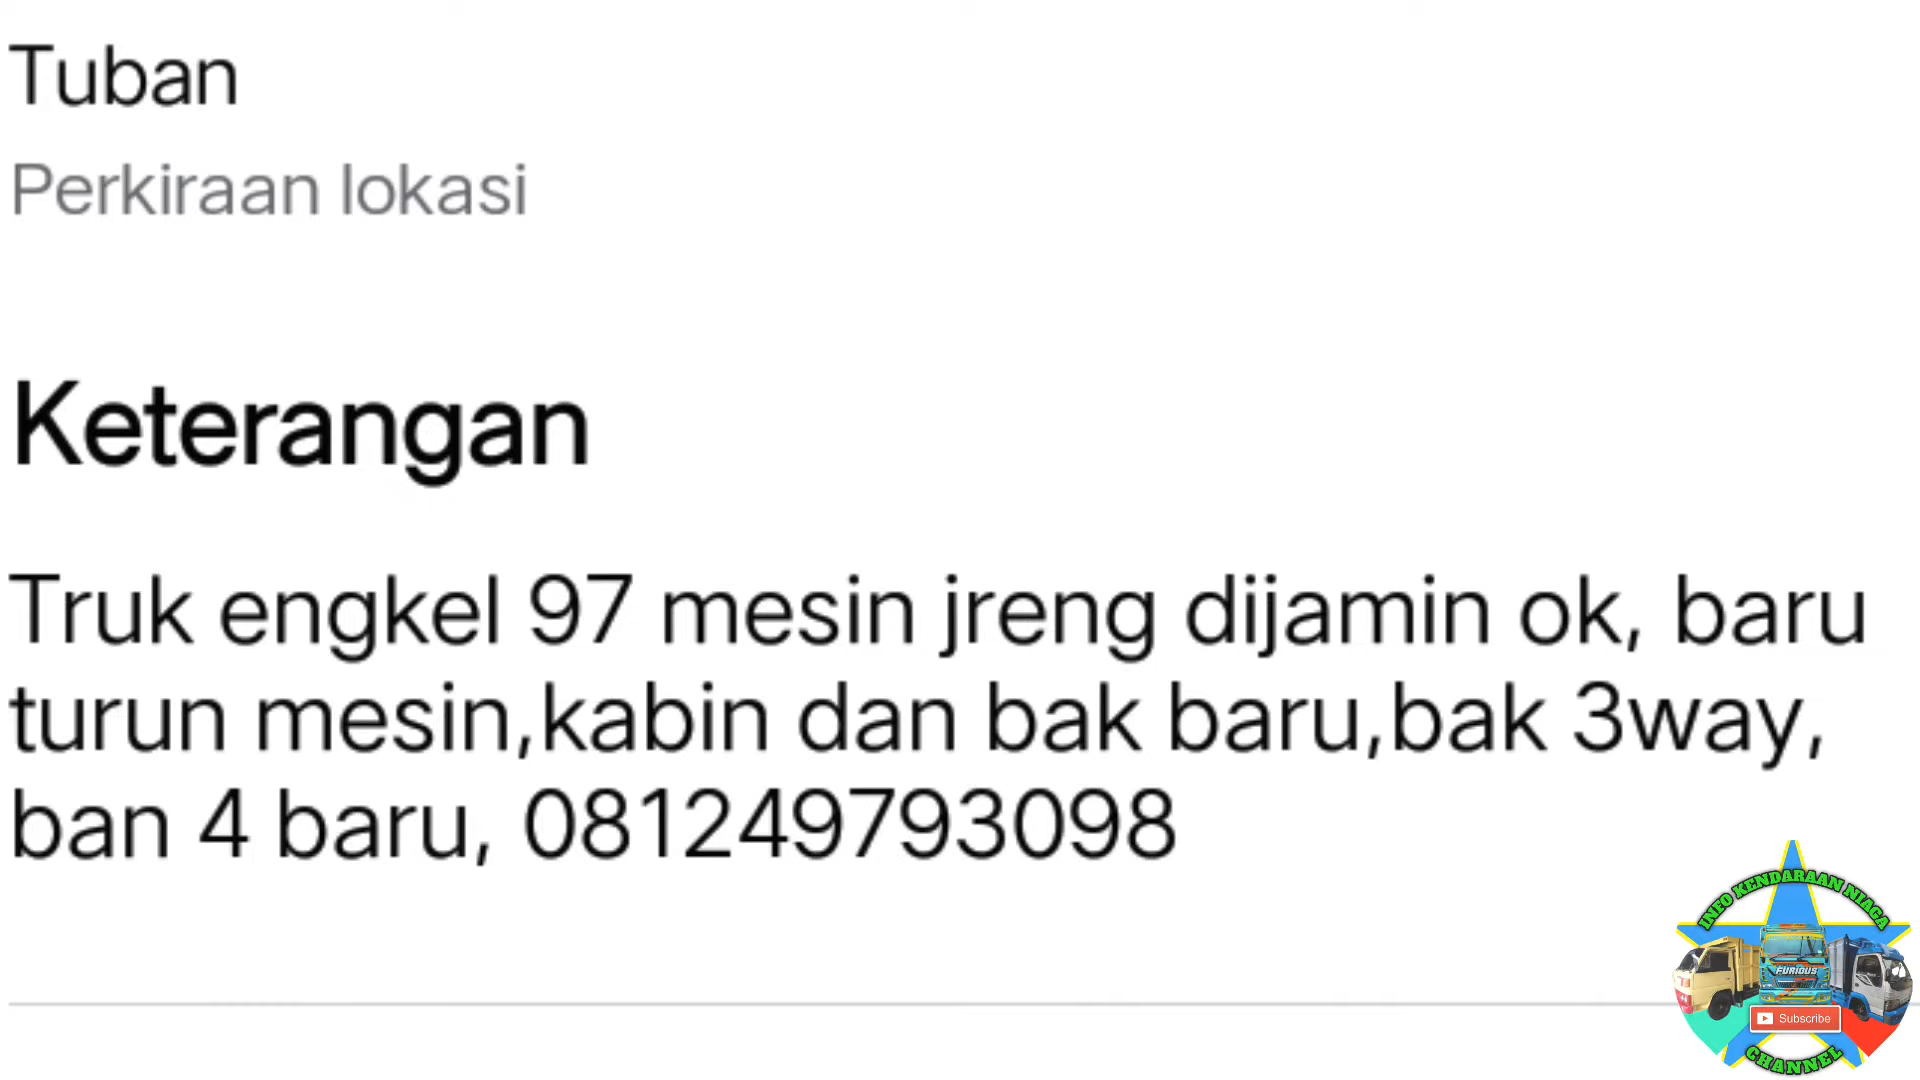 Tuban
Perkiraan lokasi
Keterangan
Truk engkel 97 mesin jreng dijamin ok, baru
turun mesin,kabin dan bak baru,bak 3way,
ban 4 baru, 081249793098
INFO KENDARAAN NIAGA
FURIOUS
Subscribe
CHANNEL